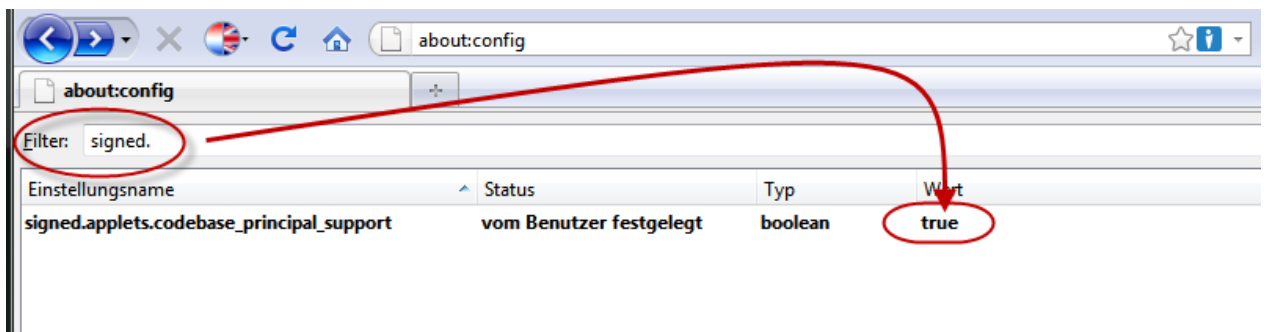 about:config
about:config
Filter: signed.
Einstellungsname Status Typ Wert
signed.applets.codebase_principal_support vom Benutzer festgelegt boolean true